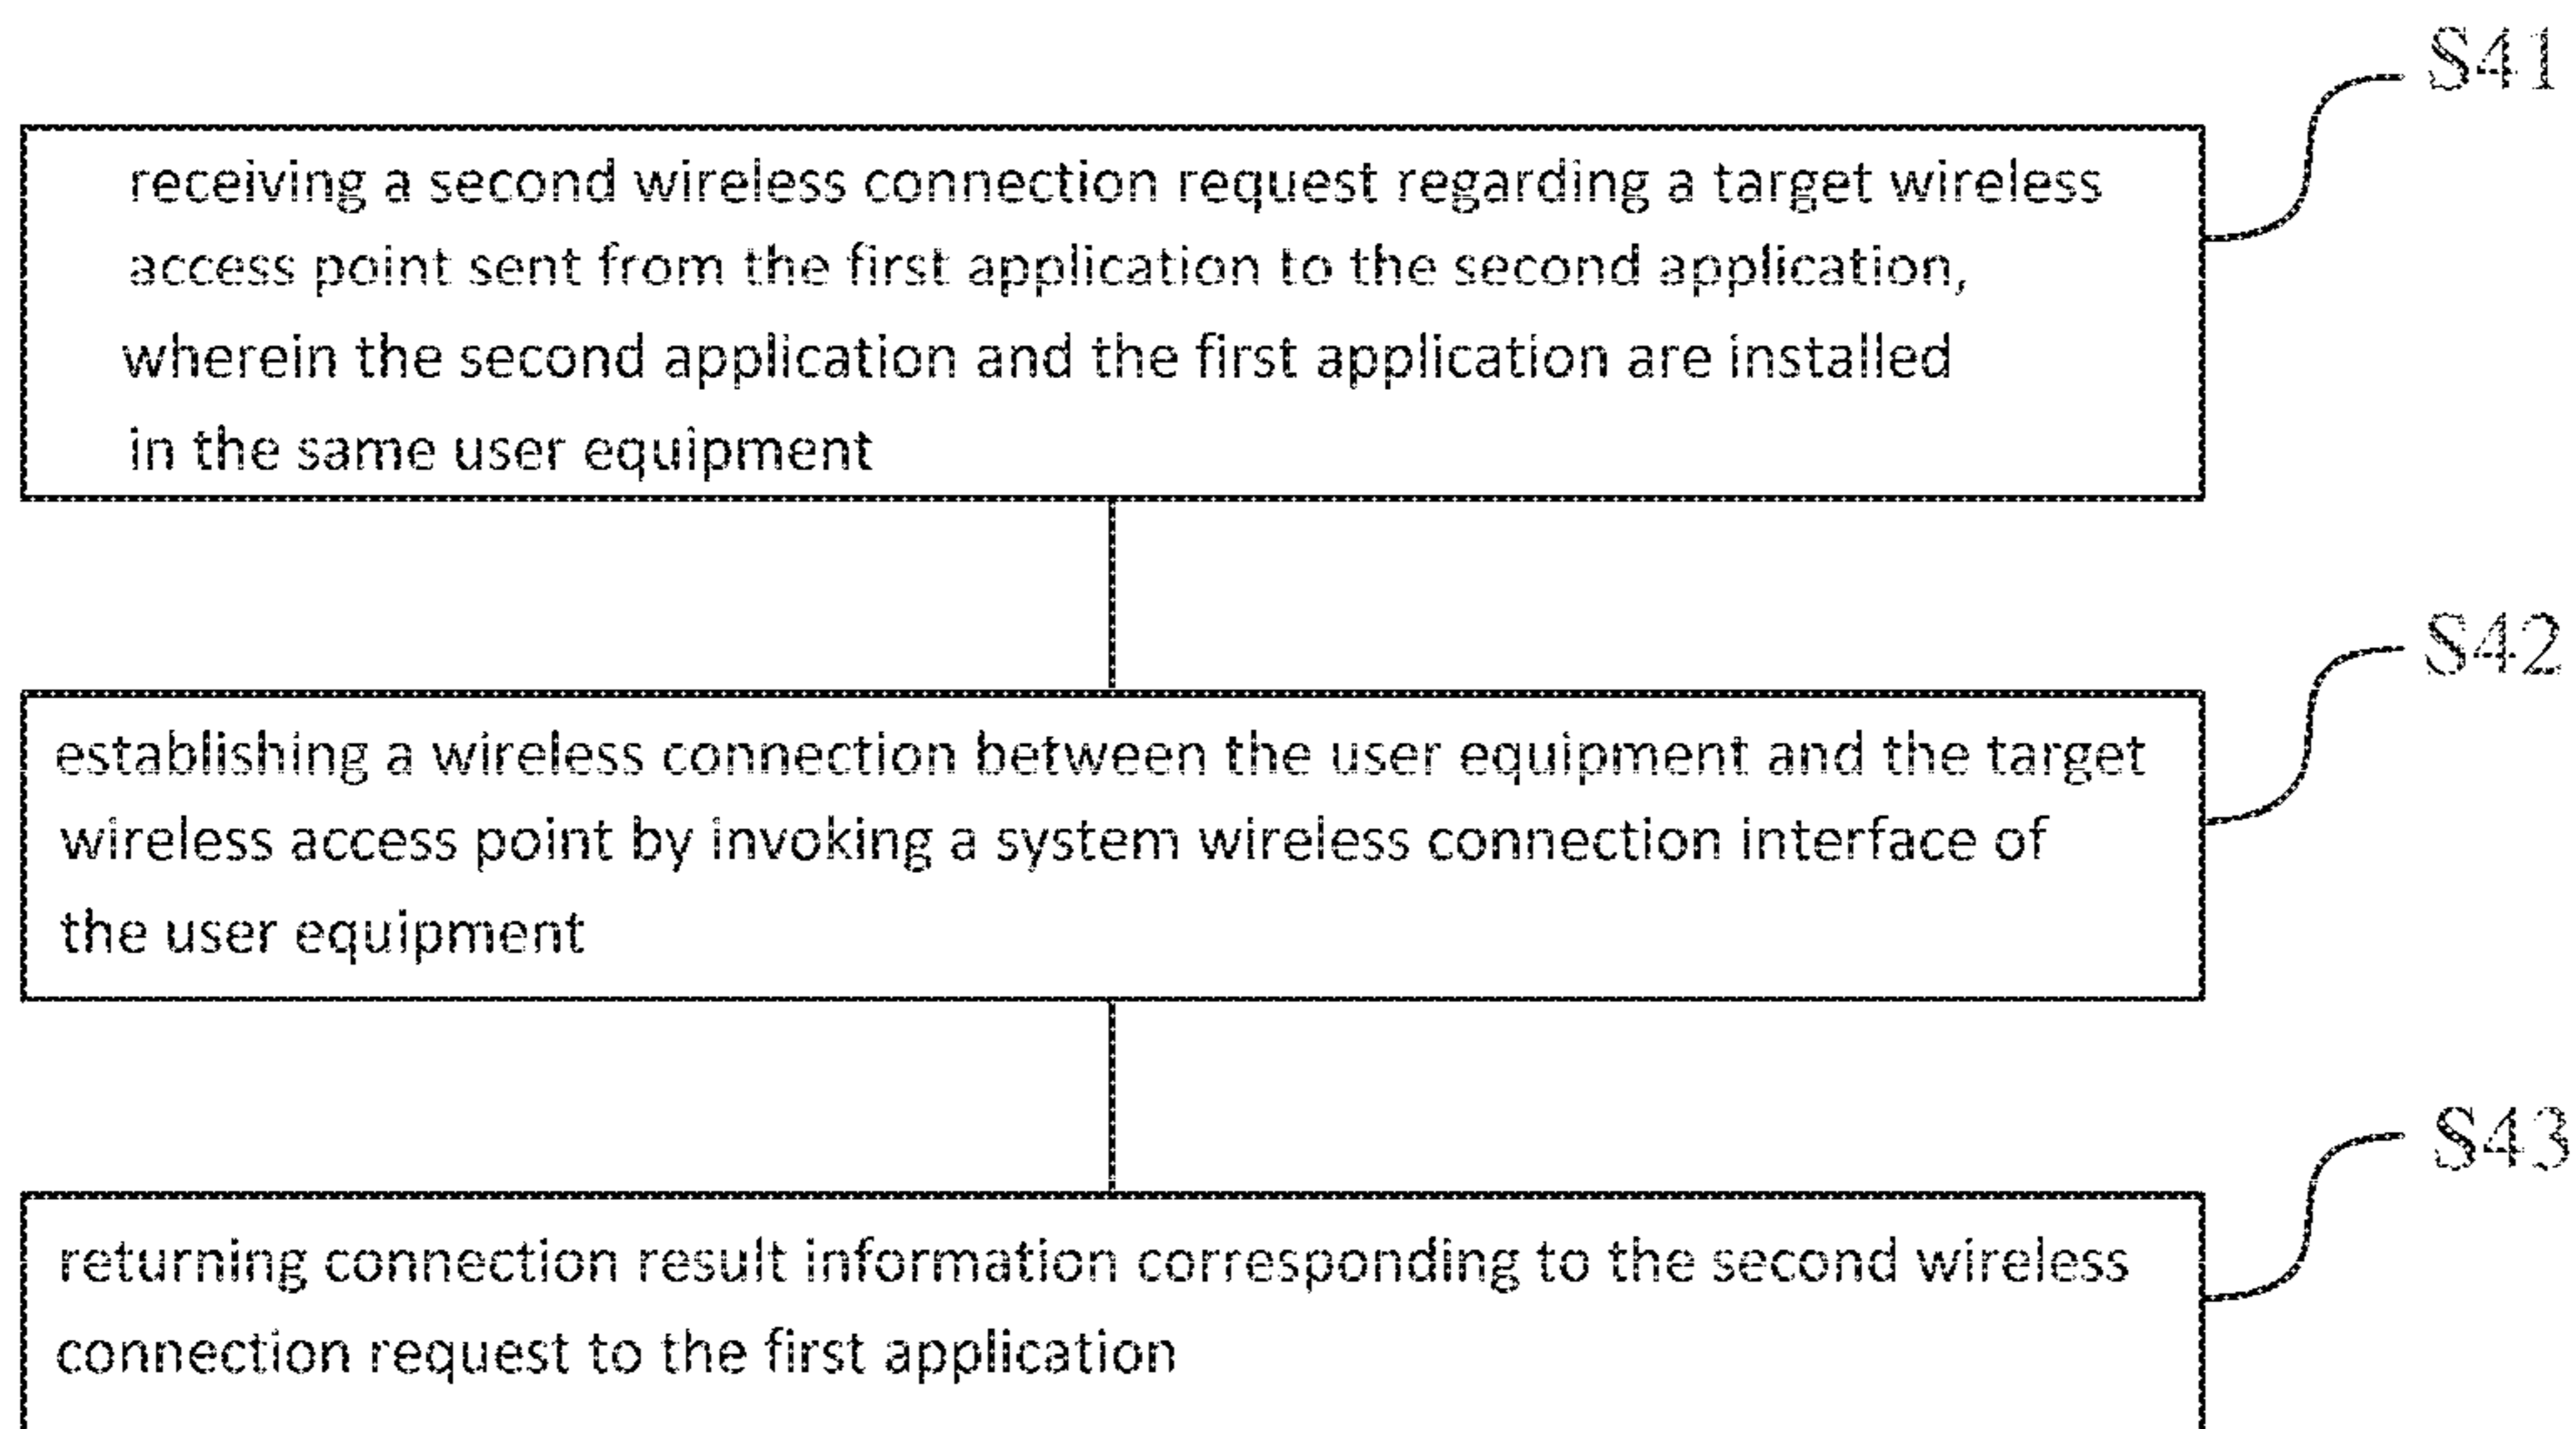 S41
receiving a second wireless connection request regarding a target wireless
access point sent from the first application to the second application,
wherein the second application and the first application are installed
in the same user equipment
S42
establishing a wireless connection between the user equipment and the target
wireless access point by invoking a system wireless connection interface of
the user equipment
S43
returning connection result information corresponding to the second wireless
connection request to the first application